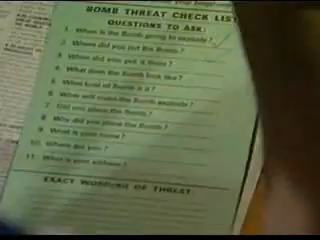 BOMB THREAT CHECK LIST
QUESTIONS TO ASK:
1. When is the Bomb going to explode?
2. Where did you put the Bomb?
3. When did you put it there?
4. What does the Bomb look like?
5. What kind of Bomb is it?
6. What will make the Bomb explode?
7. Did you place the Bomb?
8. Why did you place the Bomb?
9. What is your name?
10. Where are you?
11. What is your address?
EXACT WORDING OF THREAT